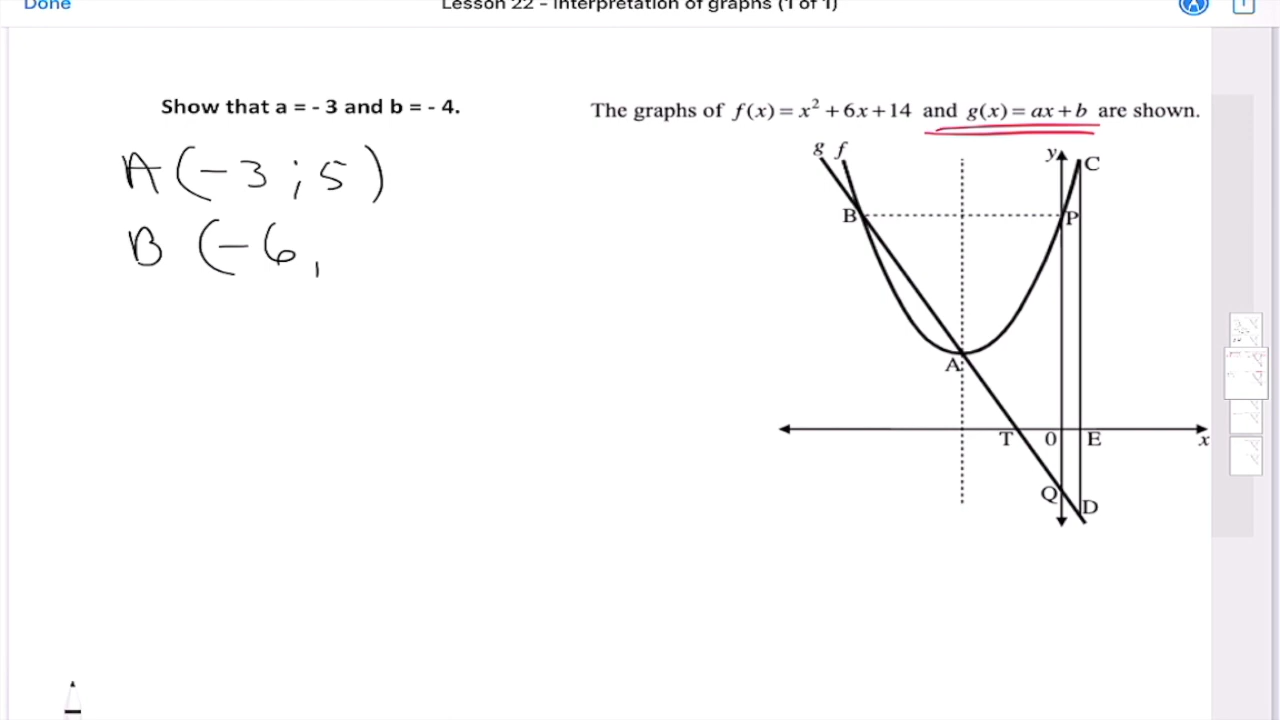 Done
Lesson 22 - Interpretation of graphs (1 of 1)
Show that a = - 3 and b = - 4.
The graphs of f(x) = x² + 6x + 14 and g(x) = ax + b are shown.
A (-3 ; 5)
B (-6,
g f
y
C
B
P
A
T
0
E
x
Q
D